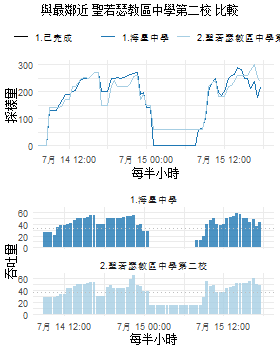 與最鄰近 聖若瑟教區中學第二校 比較
1.已完成 1.海星中學 2.聖若瑟教區中學第
採樣里
300
200
100
0
7月 14 12:00 7月 15 00:00 7月 15 12:00
每半小時
1.海星中學
60
40
20
0
2.聖若瑟教區中學第二校
60
40
20
0
吞吐里
7月 14 12:00 7月 15 00:00 7月 15 12:00
每半小時